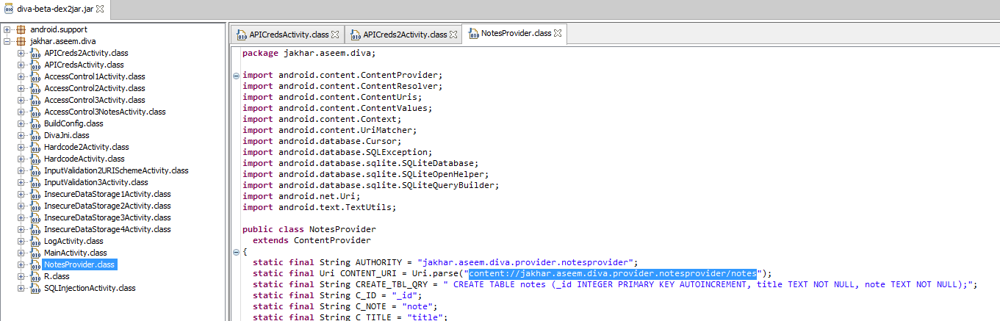 diva-beta-dex2jar.jar
android.support
jakhar.aseem.diva
APICreds2Activity.class
APICredsActivity.class
AccessControl1Activity.class
AccessControl2Activity.class
AccessControl3Activity.class
AccessControl3NotesActivity.class
BuildConfig.class
DivaJni.class
Hardcode2Activity.class
HardcodeActivity.class
InputValidation2URISchemeActivity.class
InputValidation3Activity.class
InsecureDataStorage1Activity.class
InsecureDataStorage2Activity.class
InsecureDataStorage3Activity.class
InsecureDataStorage4Activity.class
LogActivity.class
MainActivity.class
NotesProvider.class
R.class
SQLInjectionActivity.class
APICredsActivity.class APICreds2Activity.class NotesProvider.class
package jakhar.aseem.diva;
import android.content.ContentProvider;
import android.content.ContentResolver;
import android.content.ContentUris;
import android.content.ContentValues;
import android.content.Context;
import android.content.UriMatcher;
import android.database.Cursor;
import android.database.SQLException;
import android.database.sqlite.SQLiteDatabase;
import android.database.sqlite.SQLiteOpenHelper;
import android.database.sqlite.SQLiteQueryBuilder;
import android.net.Uri;
import android.text.TextUtils;
public class NotesProvider
extends ContentProvider
{
static final String AUTHORITY = "jakhar.aseem.diva.provider.notesprovider";
static final Uri CONTENT_URI = Uri.parse("content://jakhar.aseem.diva.provider.notesprovider/notes");
static final String CREATE_TBL_QRY = " CREATE TABLE notes (_id INTEGER PRIMARY KEY AUTOINCREMENT, title TEXT NOT NULL, note TEXT NOT NULL);";
static final String C_ID = "_id";
static final String C_NOTE = "note";
static final String C_TITLE = "title";